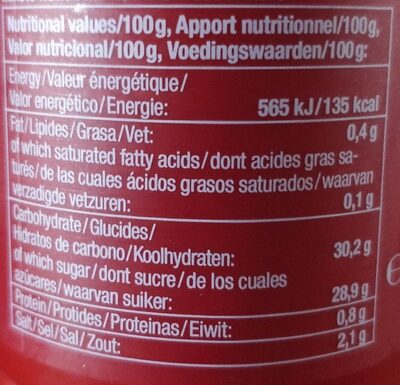 Nutritional values/100g, Apport nutritionnel/100g,
Valor nutricional/100g, Voedingswaarden/100g:
Energy/Valeur énergétique/
Valor energético/Energie: 565 kJ/135 kcal
Fat/Lipides/Grasa/Vet: 0,4g
of which saturated fatty acids/dont acides gras sa-
turés/de las cuales ácidos grasos saturados/waarvan
verzadigde vetzuren: 0,1g
Carbohydrate/Glucides/
Hidratos de carbono/Koolhydraten: 30,2g
of which sugar/dont sucre/de los cuales
azúcares/waarvan suiker: 28,9g
Protein/Protides/Proteinas/Eiwit: 0,8g
Salt/Sel/Sal/Zout: 2,1g